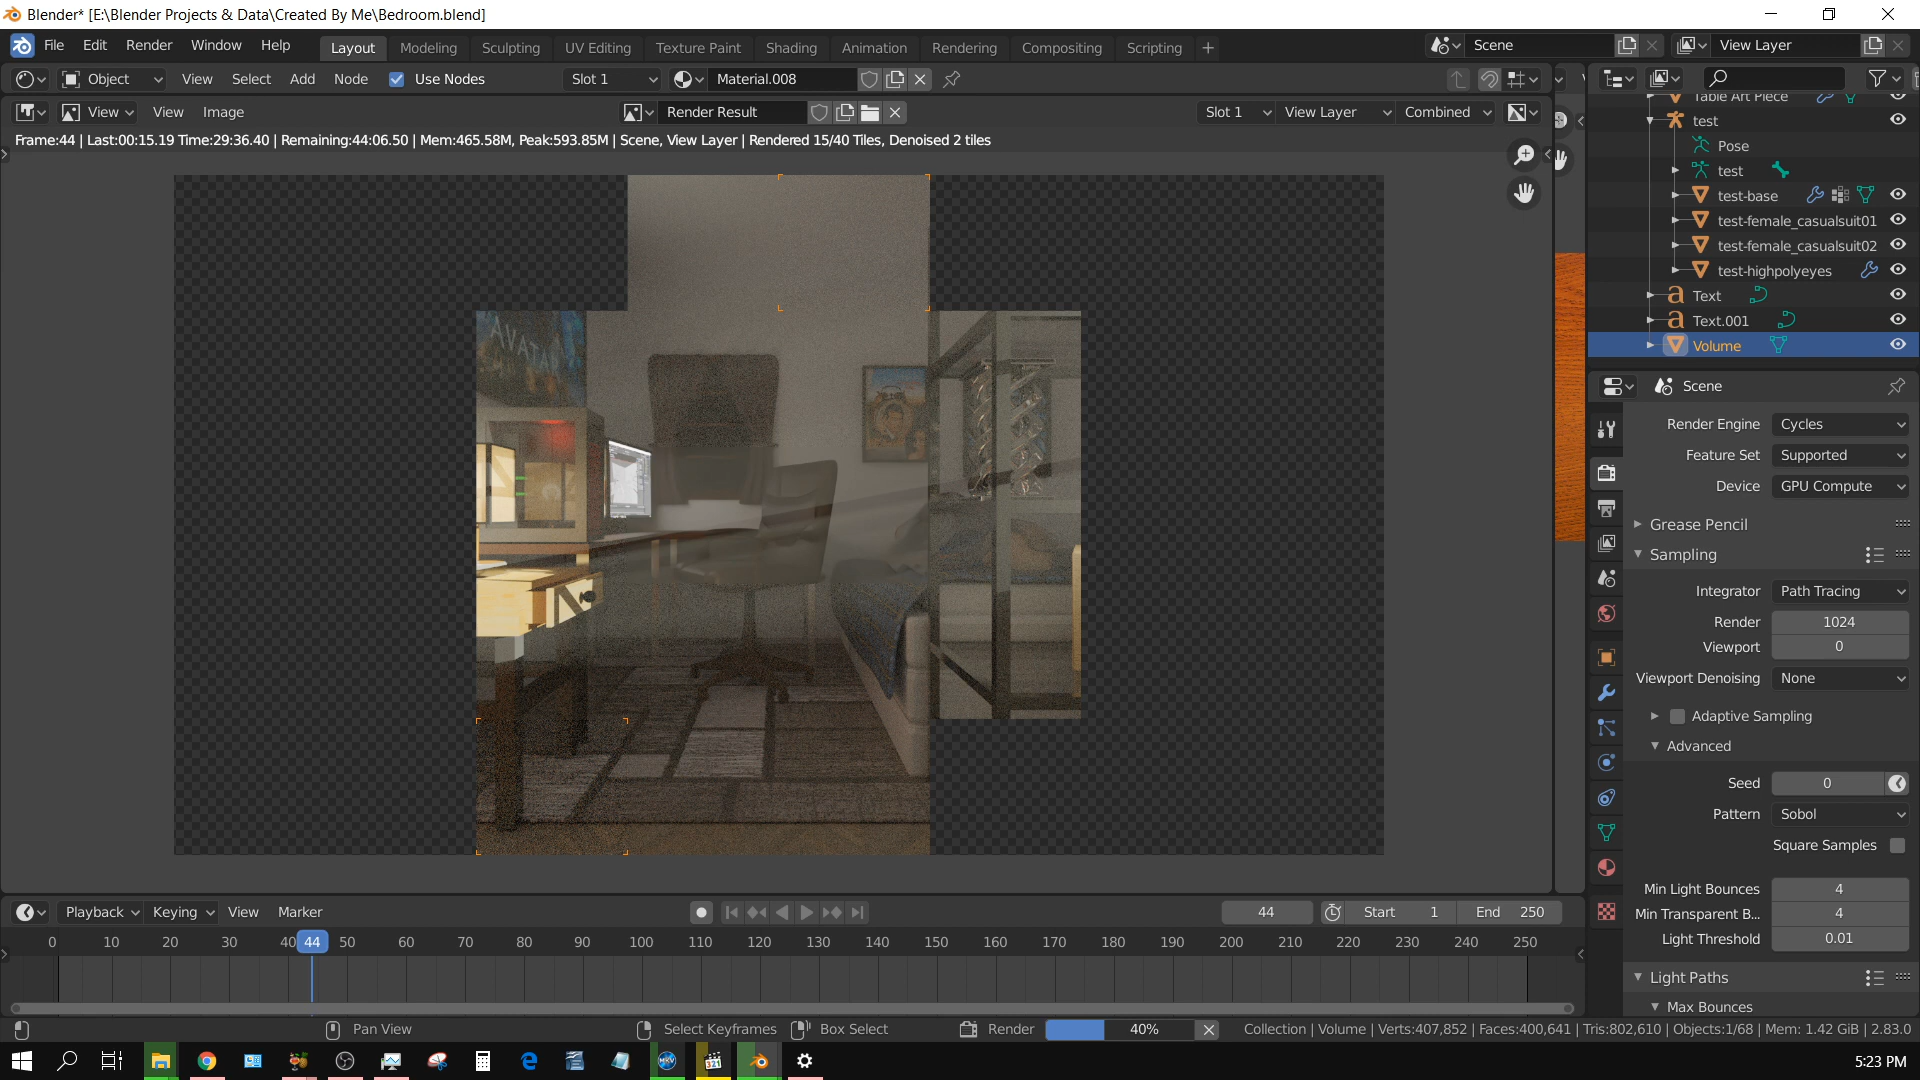 Blender* [E:\Blender Projects & Data\Created By Me\Bedroom.blend]
File Edit Render Window Help Layout Modeling Sculpting UV Editing Texture Paint Shading Animation Rendering Compositing Scripting + Scene View Layer
Object View Select Add Node Use Nodes Slot 1 Material.008
View View Image Render Result Slot 1 View Layer Combined
Frame:44 | Last:00:15.19 Time:29:36.40 | Remaining:44:06.50 | Mem:465.58M, Peak:593.85M | Scene, View Layer | Rendered 15/40 Tiles, Denoised 2 tiles
AVATAR
Table Art Piece
test
Pose
test
test-base
test-female_casualsuit01
test-female_casualsuit02
test-highpolyeyes
Text
Text.001
Volume
Scene
Render Engine Cycles
Feature Set Supported
Device GPU Compute
Grease Pencil
Sampling
Integrator Path Tracing
Render 1024
Viewport 0
Viewport Denoising None
Adaptive Sampling
Advanced
Seed 0
Pattern Sobol
Square Samples
Min Light Bounces 4
Min Transparent B... 4
Light Threshold 0.01
Light Paths
Max Bounces
Playback Keying View Marker 44 Start 1 End 250
0 10 20 30 40 44 50 60 70 80 90 100 110 120 130 140 150 160 170 180 190 200 210 220 230 240 250
Pan View Select Keyframes Box Select Render 40% Collection | Volume | Verts:407,852 | Faces:400,641 | Tris:802,610 | Objects:1/68 | Mem: 1.42 GiB | 2.83.0
MKV 321 5:23 PM